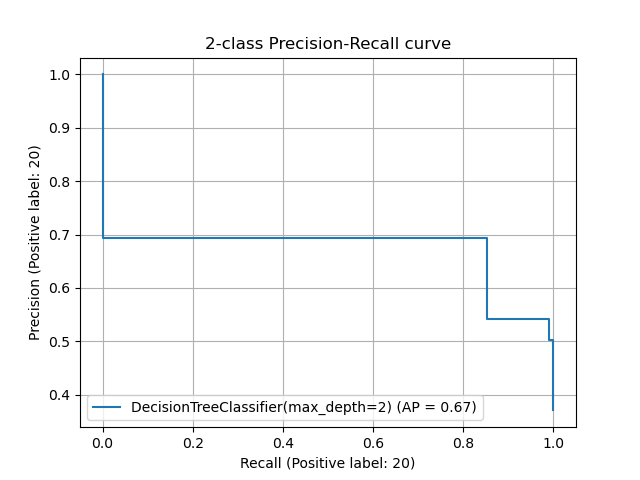 2-class Precision-Recall curve
1.0
0.9
0.8
0.7
0.6
0.5
0.4
Precision (Positive label: 20)
DecisionTreeClassifier(max_depth=2) (AP = 0.67)
0.0 0.2 0.4 0.6 0.8 1.0
Recall (Positive label: 20)